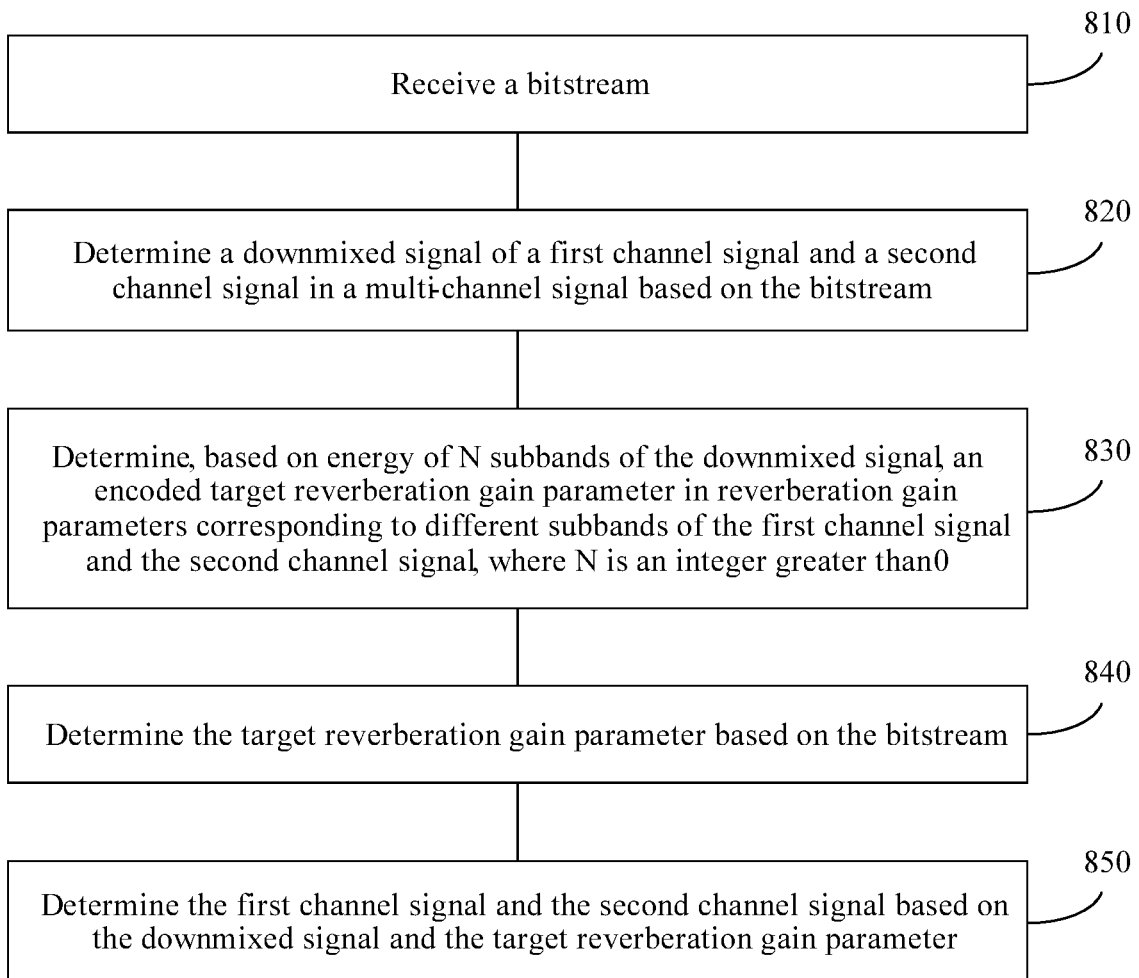 810
Receive a bitstream
820
Determine a downmixed signal of a first channel signal and a second
channel signal in a multi-channel signal based on the bitstream
830
Determine, based on energy of N subbands of the downmixed signal, an
encoded target reverberation gain parameter in reverberation gain
parameters corresponding to different subbands of the first channel signal
and the second channel signal, where N is an integer greater than0
840
Determine the target reverberation gain parameter based on the bitstream
850
Determine the first channel signal and the second channel signal based on
the downmixed signal and the target reverberation gain parameter